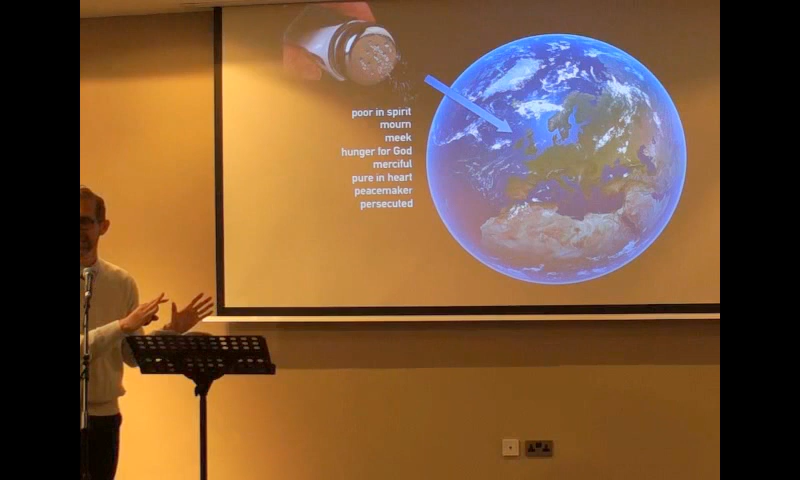 poor in spirit
mourn
meek
hunger for God
merciful
pure in heart
peacemaker
persecuted